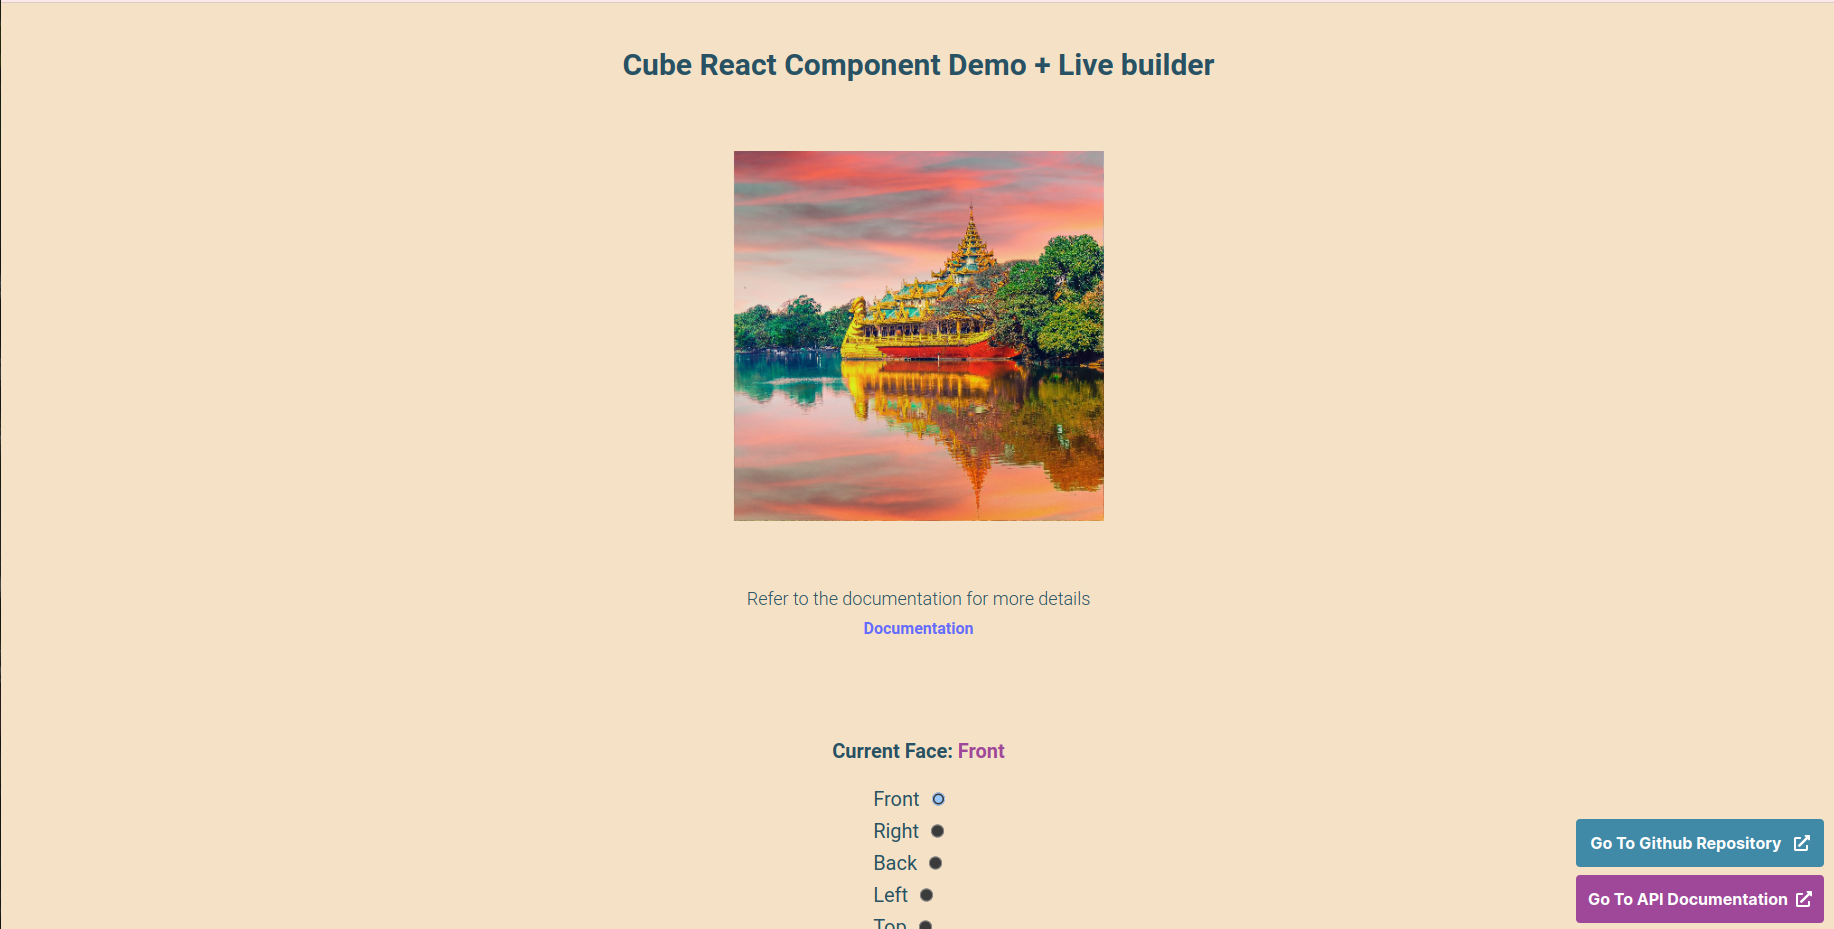 Cube React Component Demo + Live builder
Refer to the documentation for more details
Documentation
Current Face: Front
Front
Right
Back
Left
Top
Go To Github Repository
Go To API Documentation